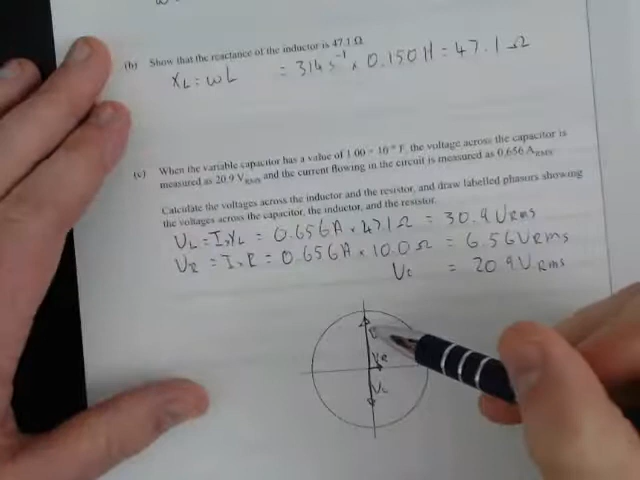 (b) Show that the reactance of the inductor is 47.1 Ω
XL = ωL = 314 s⁻¹ × 0.150 H = 47.1 Ω
(c) When the variable capacitor has a value of 1.00 × 10 F, the voltage across the capacitor is
measured as 20.9 VRMS and the current flowing in the circuit is measured as 0.656 ARMS.
Calculate the voltages across the inductor and the resistor, and draw labelled phasors showing
the voltages across the capacitor, the inductor, and the resistor.
VL = I × XL = 0.656A × 47.1 Ω = 30.9 VRms
VR = I × R = 0.656A × 10.0 Ω = 6.56 VRms
Vc = 20.9 VRms
VR
Vc